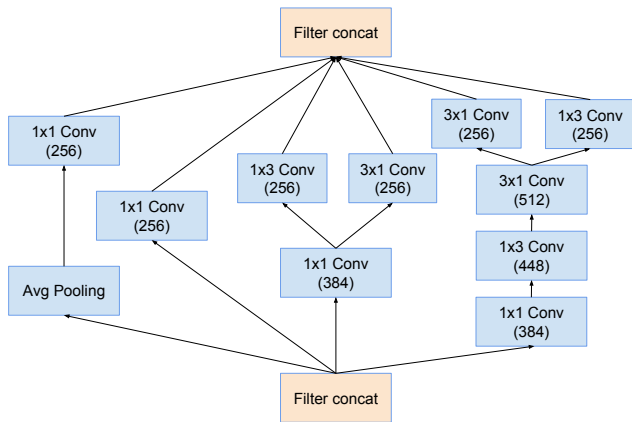 Filter concat
3x1 Conv
(256)
1x3 Conv
(256)
1x1 Conv
(256)
1x3 Conv
(256)
3x1 Conv
(256)
3x1 Conv
(512)
1x1 Conv
(256)
1x3 Conv
(448)
1x1 Conv
(384)
Avg Pooling
1x1 Conv
(384)
Filter concat